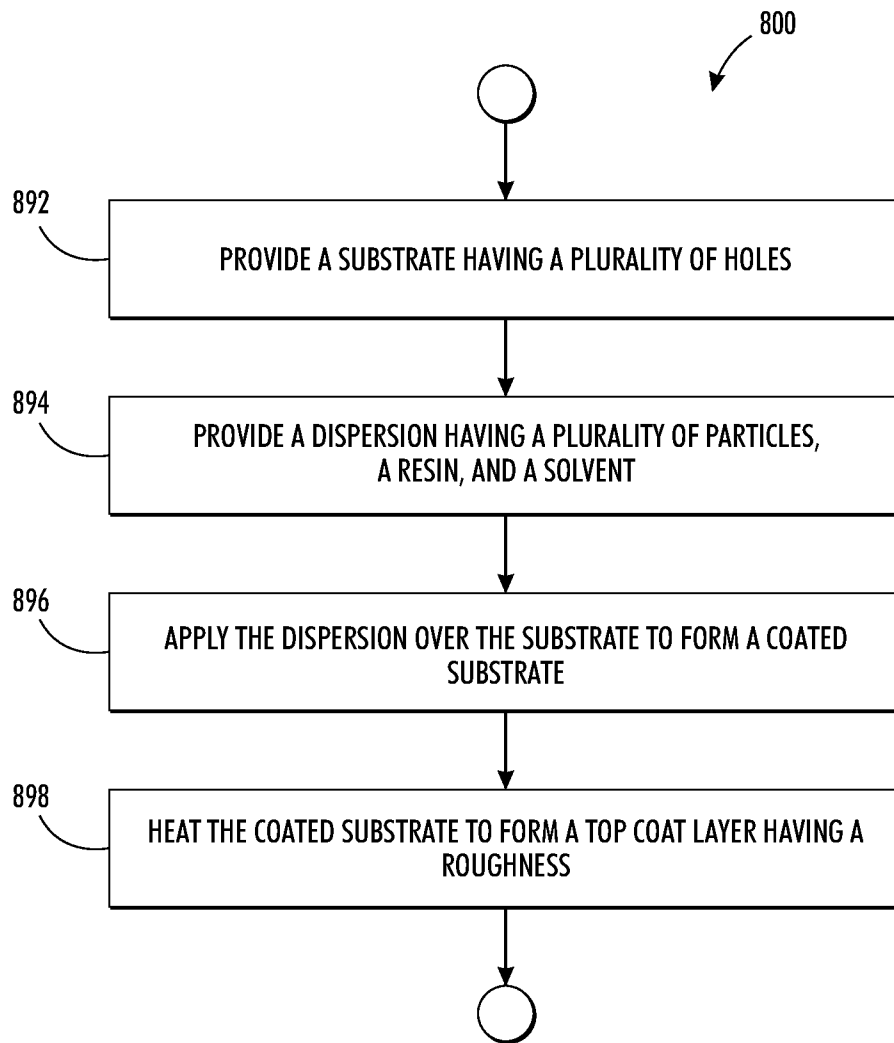 800
892
PROVIDE A SUBSTRATE HAVING A PLURALITY OF HOLES
894
PROVIDE A DISPERSION HAVING A PLURALITY OF PARTICLES,
A RESIN, AND A SOLVENT
896
APPLY THE DISPERSION OVER THE SUBSTRATE TO FORM A COATED
SUBSTRATE
898
HEAT THE COATED SUBSTRATE TO FORM A TOP COAT LAYER HAVING A
ROUGHNESS